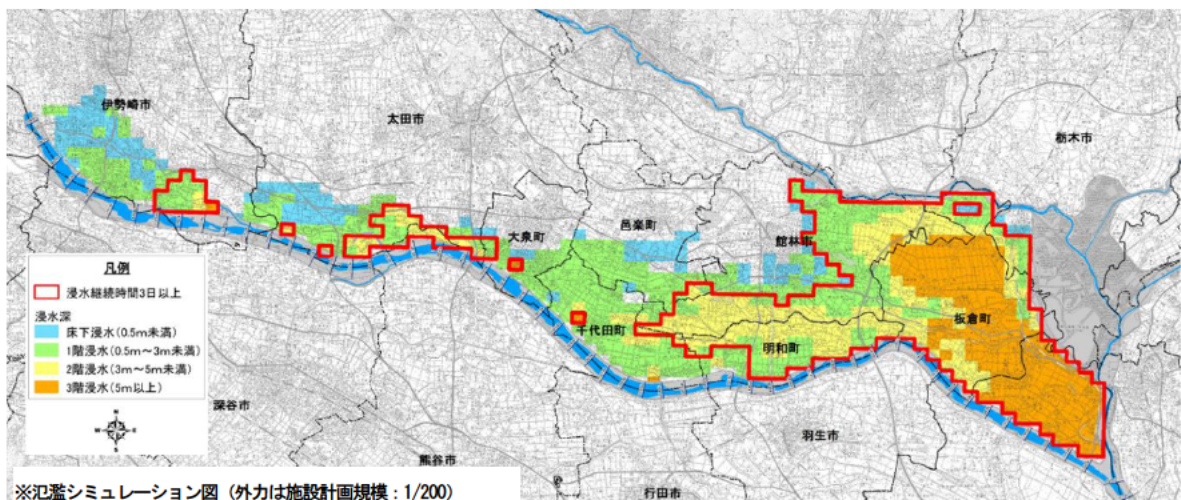 伊勢崎市
太田市
栃木市
大泉町
邑楽町
館林市
千代田町
明和町
板倉町
凡例
浸水継続時間3日以上
浸水深
床下浸水(0.5m未満)
1階浸水(0.5m～3m未満)
2階浸水(3m～5m未満)
3階浸水(5m以上)
N
W E
S
深谷市
熊谷市
行田市
羽生市
※氾濫シミュレーション図（外力は施設計画規模：1/200）